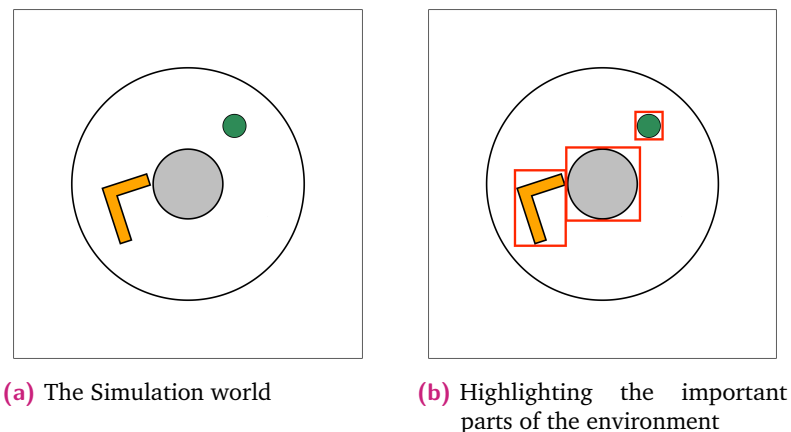 (a) The Simulation world
(b) Highlighting the important
parts of the environment